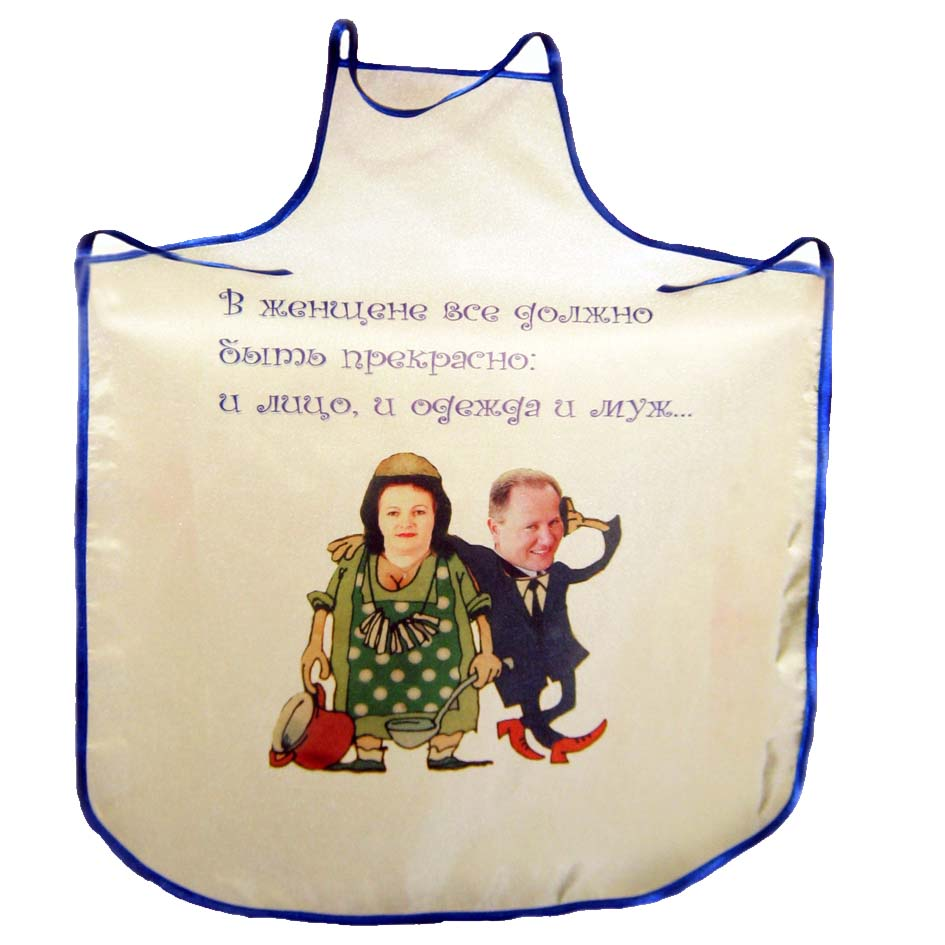 В женщене все должно
быть прекрасно:
и лицо, и одежда и муж...